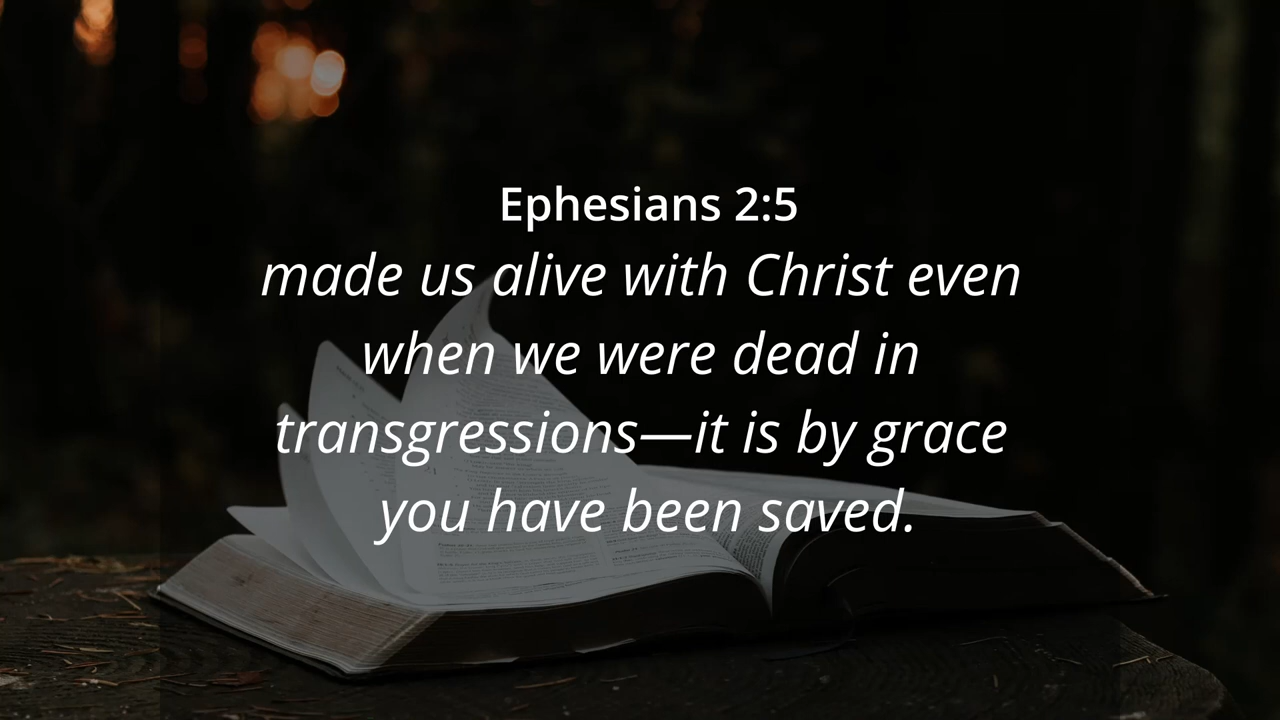 Ephesians 2:5
made us alive with Christ even
when we were dead in
transgressions—it is by grace
you have been saved.